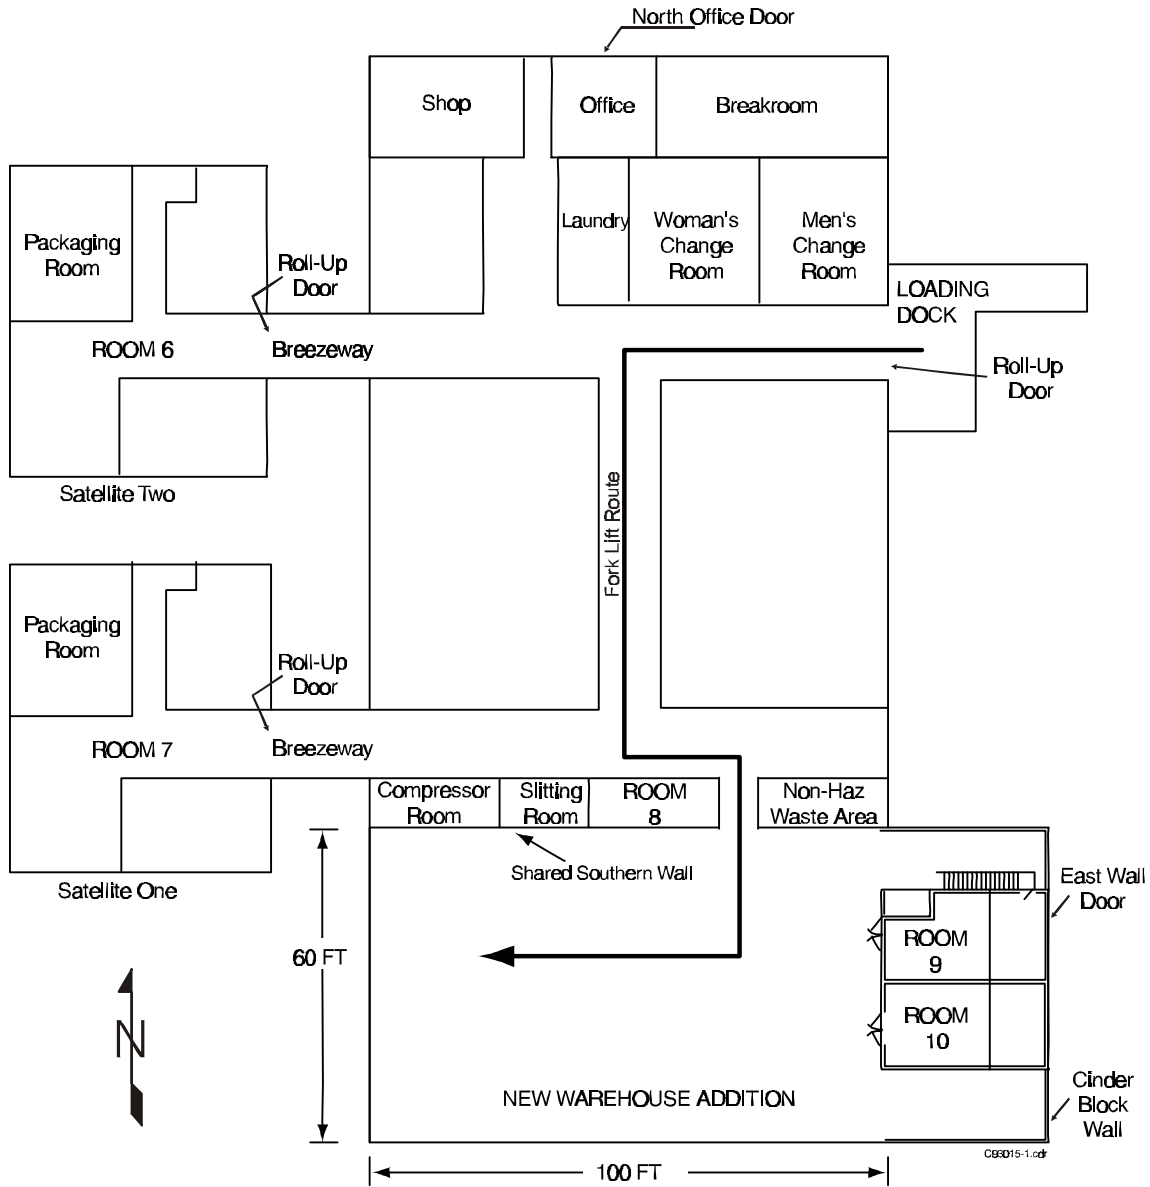 North Office Door
Shop
Office
Breakroom
Packaging
Room
Laundry
Woman's
Change
Room
Men's
Change
Room
Roll-Up
Door
LOADING
DOCK
ROOM 6
Breezeway
Roll-Up
Door
Satellite Two
Fork Lift Route
Packaging
Room
Roll-Up
Door
ROOM 7
Breezeway
Compressor
Room
Slitting
Room
ROOM
8
Non-Haz
Waste Area
Shared Southern Wall
Satellite One
East Wall
Door
60 FT
ROOM
9
ROOM
10
N
NEW WAREHOUSE ADDITION
Cinder
Block
Wall
100 FT